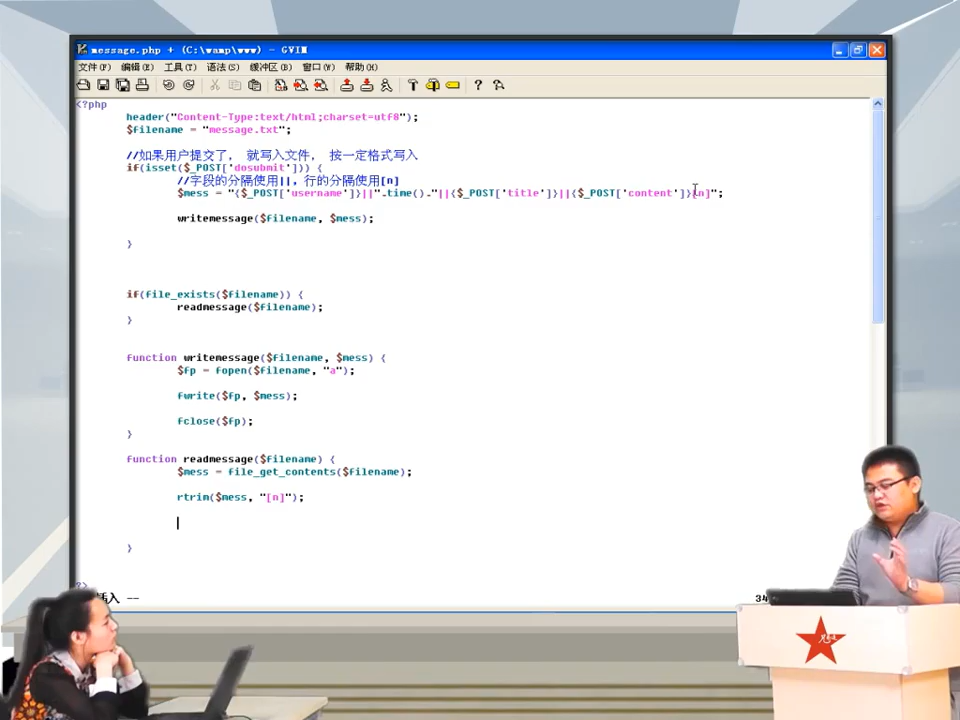 message.php + (C:\wamp\www) - GVIM
文件(F) 编辑(E) 工具(T) 语法(S) 缓冲区(B) 窗口(W) 帮助(H)
<?php
header("Content-Type:text/html;charset=utf8");
$filename = "message.txt";
//如果用户提交了， 就写入文件， 按一定格式写入
if(isset($_POST['dosubmit'])) {
//字段的分隔使用||, 行的分隔使用[n]
$mess = "{$_POST['username']}||".time()."||{$_POST['title']}||{$_POST['content']}[n]";
writemessage($filename, $mess);
}
if(file_exists($filename)) {
readmessage($filename);
}
function writemessage($filename, $mess) {
$fp = fopen($filename, "a");
fwrite($fp, $mess);
fclose($fp);
}
function readmessage($filename) {
$mess = file_get_contents($filename);
rtrim($mess, "[n]");
}
?>
插入 --